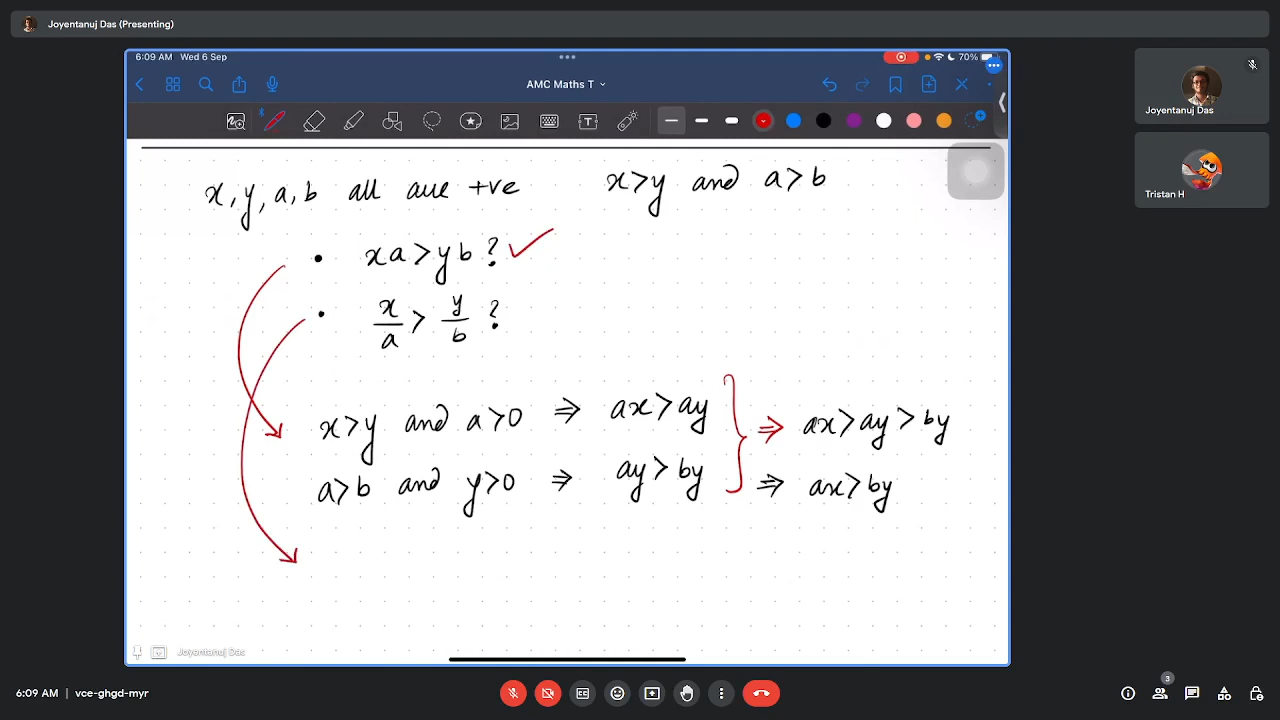 Joyentanuj Das (Presenting)
6:09 AM Wed 6 Sep
70%
AMC Maths T
x, y, a, b all are +ve x>y and a>b
• xa > yb ? ✓
• x/a > y/b ?
x>y and a>0 ⇒ ax>ay ⇒ ax>ay>by
a>b and y>0 ⇒ ay>by ⇒ ax>by
Joyentanuj Das
Joyentanuj Das
Tristan H
6:09 AM | vce-ghgd-myr
3